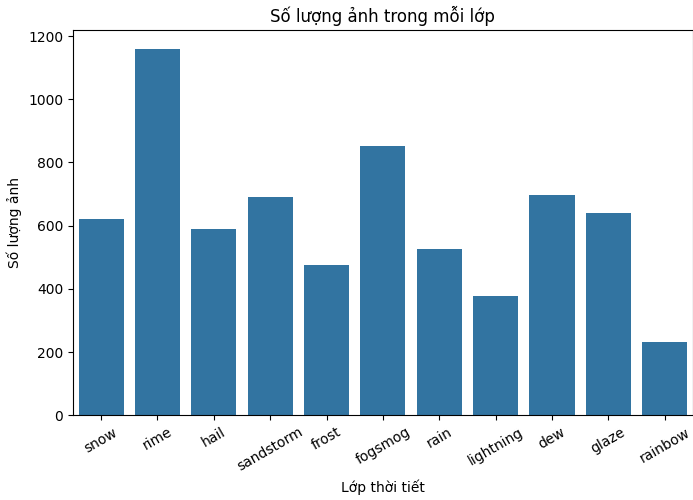 Số lượng ảnh trong mỗi lớp
Số lượng ảnh
1200
1000
800
600
400
200
0
snow
rime
hail
sandstorm
frost
fogsmog
rain
lightning
dew
glaze
rainbow
Lớp thời tiết